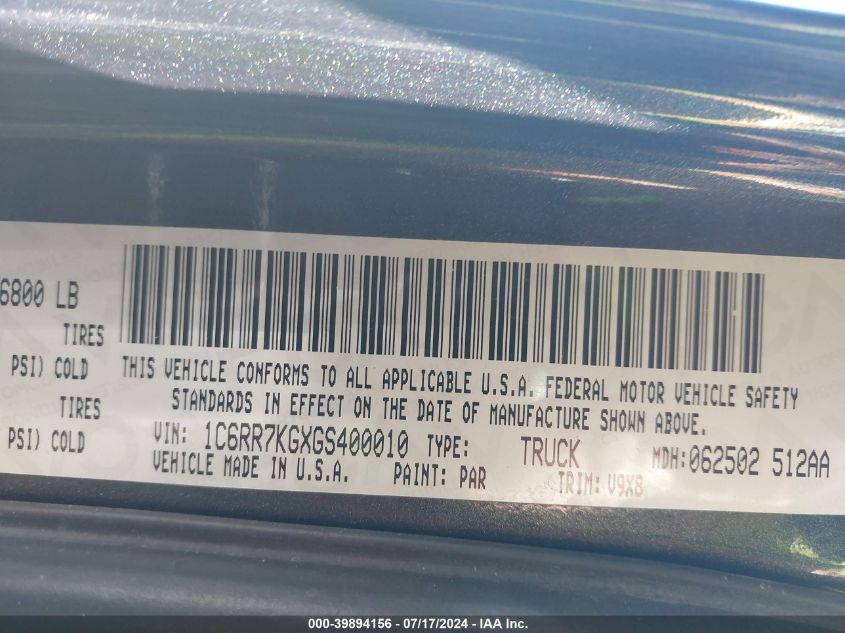 6800 LB
TIRES
PSI) COLD
TIRES
PSI) COLD
THIS VEHICLE CONFORMS TO ALL APPLICABLE U.S.A. FEDERAL MOTOR VEHICLE SAFETY
STANDARDS IN EFFECT ON THE DATE OF MANUFACTURE SHOWN ABOVE.
VIN: 1C6RR7KGXGS400010 TYPE: TRUCK MDH:062502 512AA
VEHICLE MADE IN U.S.A. PAINT: PAR TRIM: V9X8
000-39894156 / 07/17/2024 - IAA Inc.